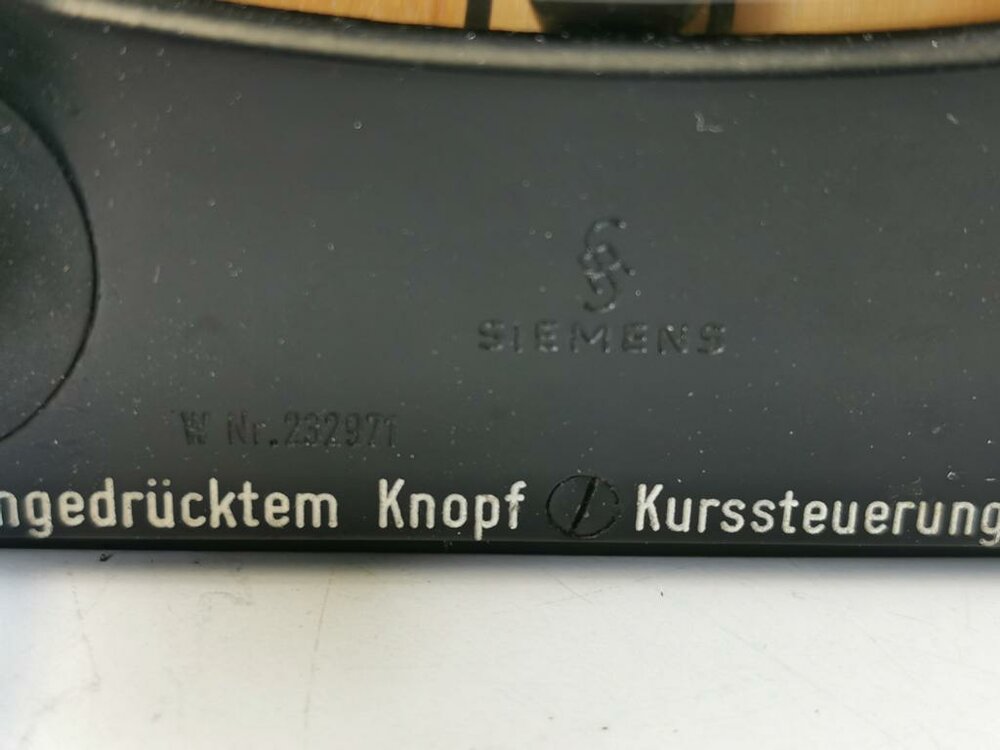 SIEMENS
W Nr.232971
ngedrücktem Knopf Kurssteuerung